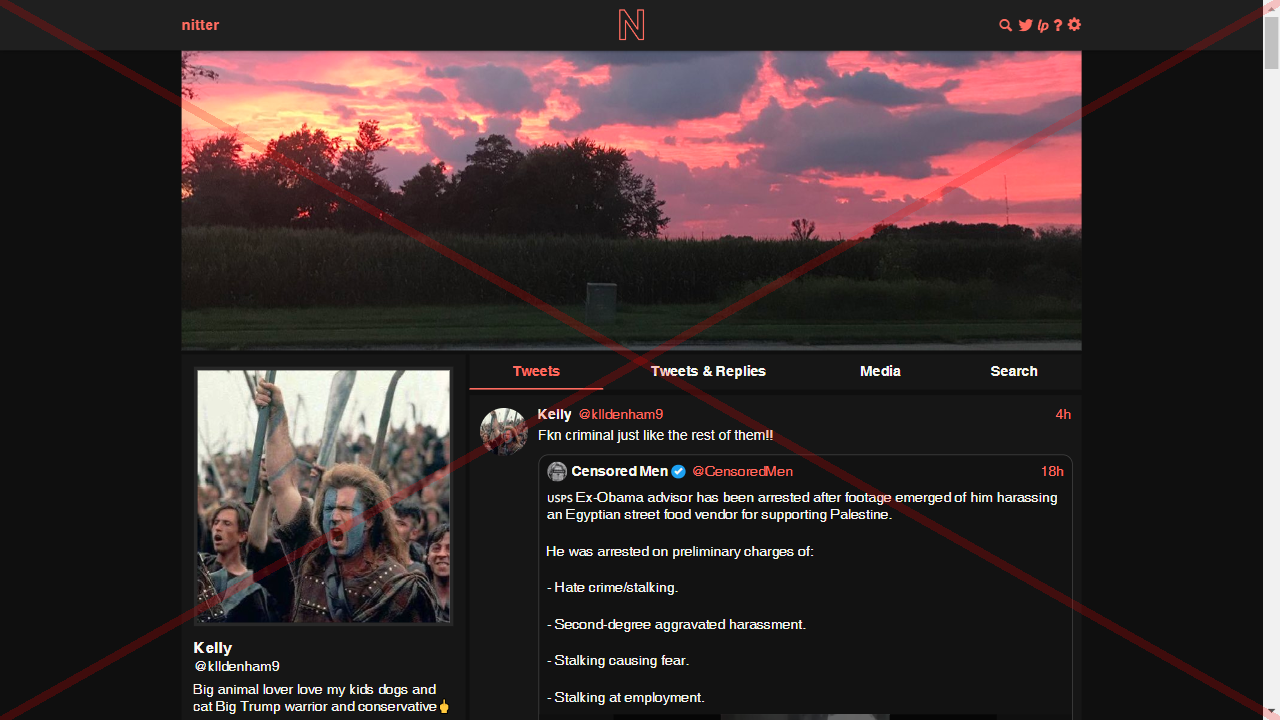 nitter
N
lp ?
Tweets
Tweets & Replies
Media
Search
Kelly @klldenham9 4h
Fkn criminal just like the rest of them!!
Censored Men @CensoredMen 18h
USPS Ex-Obama advisor has been arrested after footage emerged of him harassing
an Egyptian street food vendor for supporting Palestine.
He was arrested on preliminary charges of:
- Hate crime/stalking.
- Second-degree aggravated harassment.
- Stalking causing fear.
- Stalking at employment.
Kelly
@klldenham9
Big animal lover love my kids dogs and
cat Big Trump warrior and conservative🖕